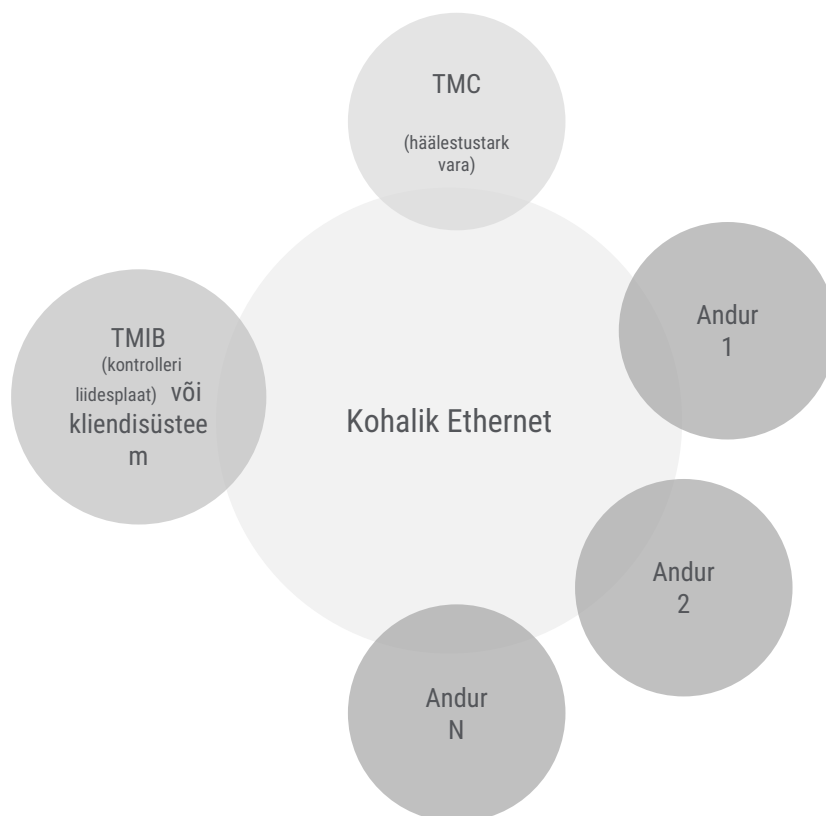 TMC
(häälestustark
vara)
Andur
1
TMIB
(kontrolleri
liidesplaat) või
kliendisüstee
m
Kohalik Ethernet
Andur
2
Andur
N